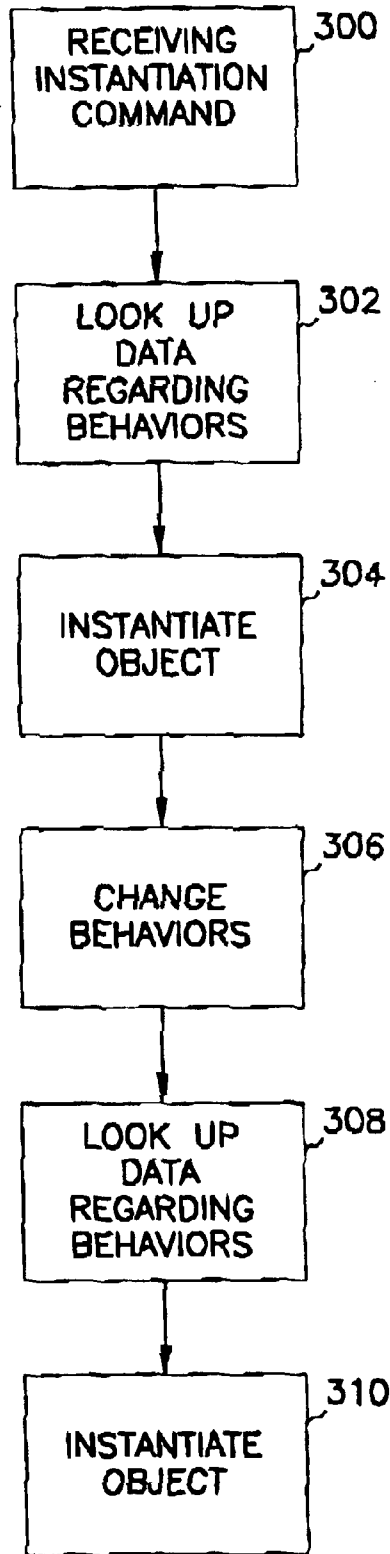 RECEIVING
INSTANTIATION
COMMAND
300
LOOK UP
DATA
REGARDING
BEHAVIORS
302
INSTANTIATE
OBJECT
304
CHANGE
BEHAVIORS
306
LOOK UP
DATA
REGARDING
BEHAVIORS
308
INSTANTIATE
OBJECT
310